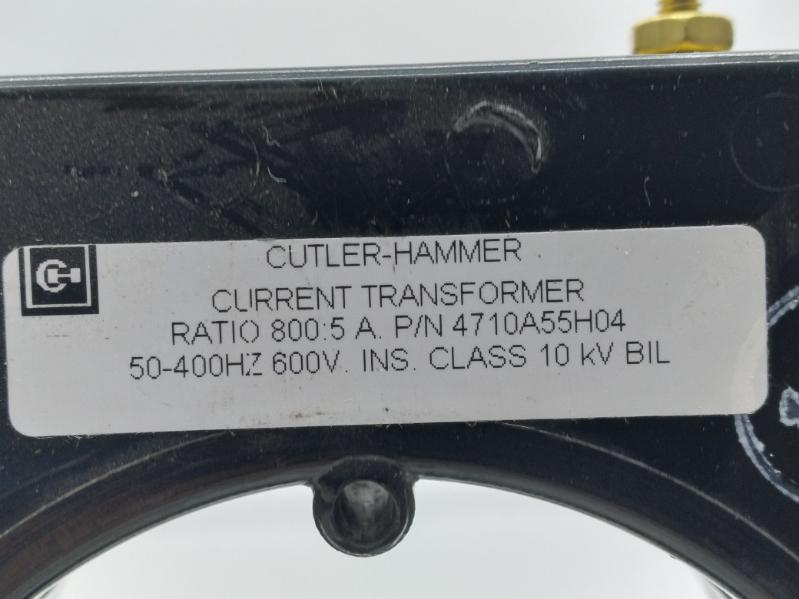 CUTLER-HAMMER
CURRENT TRANSFORMER
RATIO 800:5 A. P/N 4710A55H04
50-400HZ 600V. INS. CLASS 10 kV BIL